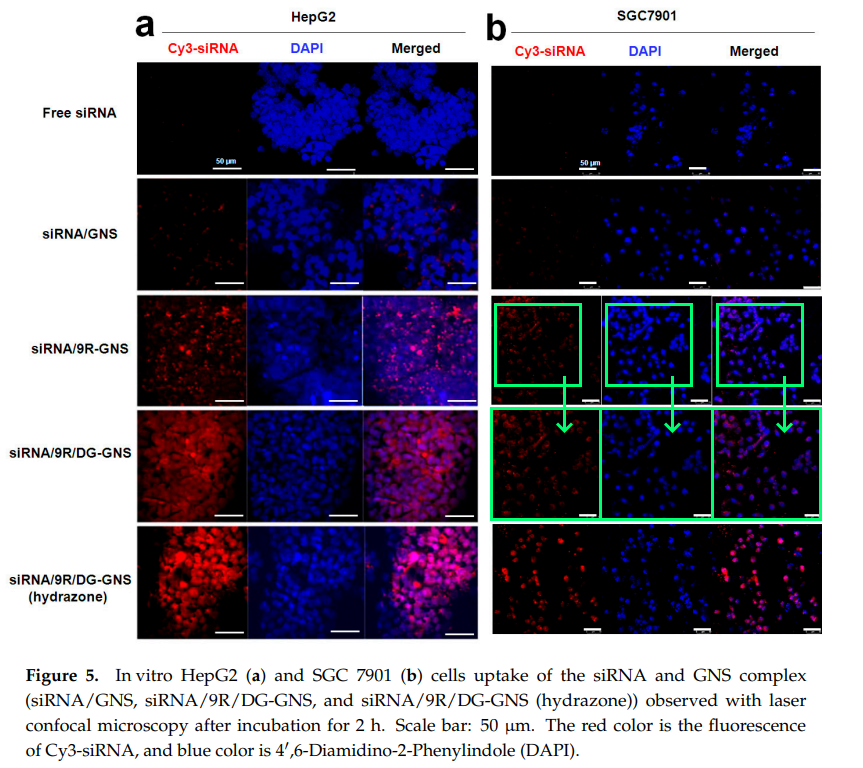 a
HepG2
b
SGC7901
Cy3-siRNA
DAPI
Merged
Cy3-siRNA
DAPI
Merged
Free siRNA
50 μm
50 μm
siRNA/GNS
siRNA/9R-GNS
siRNA/9R/DG-GNS
siRNA/9R/DG-GNS
(hydrazone)
Figure 5. In vitro HepG2 (a) and SGC 7901 (b) cells uptake of the siRNA and GNS complex
(siRNA/GNS, siRNA/9R/DG-GNS, and siRNA/9R/DG-GNS (hydrazone)) observed with laser
confocal microscopy after incubation for 2 h. Scale bar: 50 μm. The red color is the fluorescence
of Cy3-siRNA, and blue color is 4′,6-Diamidino-2-Phenylindole (DAPI).